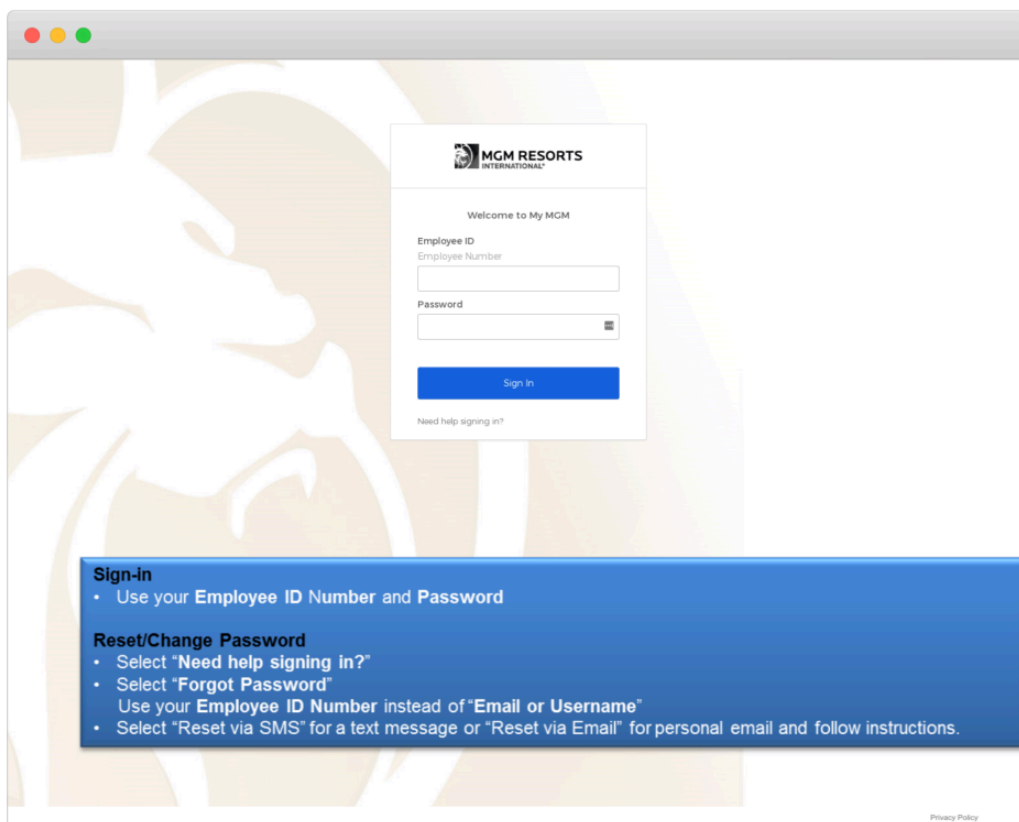 MGM RESORTS
INTERNATIONAL®
Welcome to My MGM
Employee ID
Employee Number
Password
Sign In
Need help signing in?
Sign-in
• Use your Employee ID Number and Password
Reset/Change Password
• Select “Need help signing in?”
• Select “Forgot Password”
Use your Employee ID Number instead of “Email or Username”
• Select “Reset via SMS” for a text message or “Reset via Email” for personal email and follow instructions.
Privacy Policy